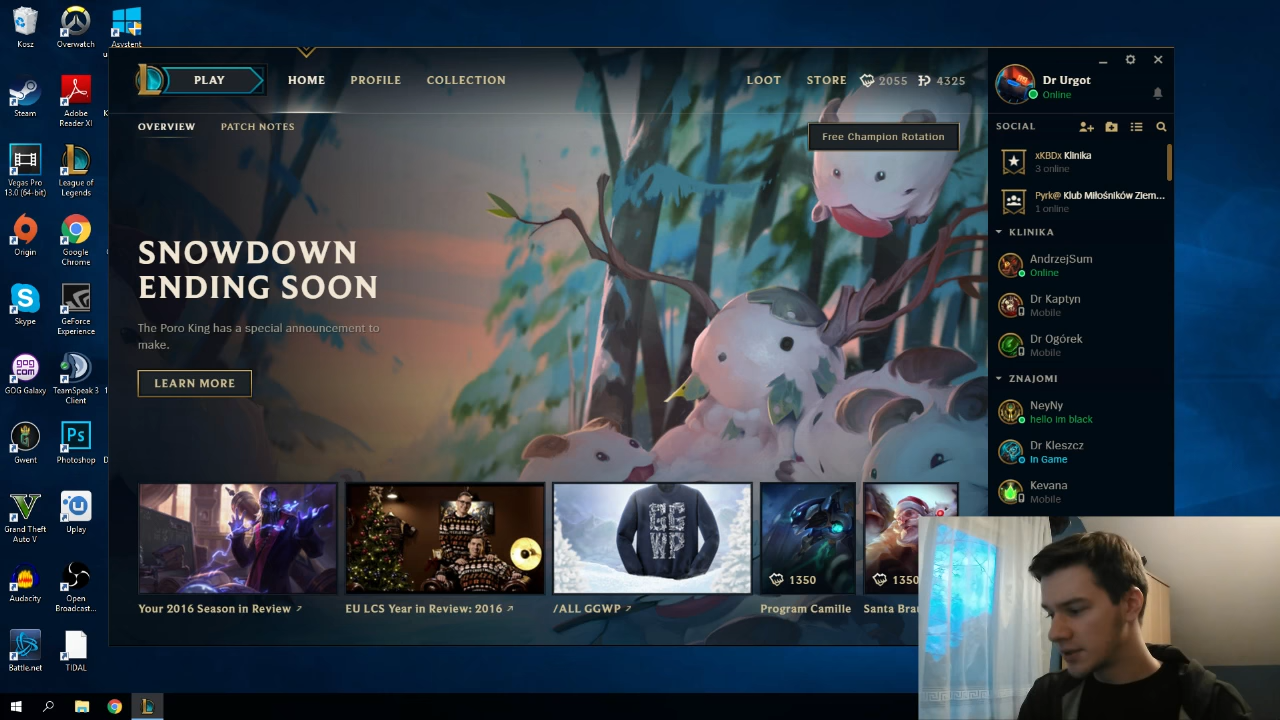 Kosz
Overwatch
Asystent
Steam
Adobe
Reader XI
Vegas Pro
13.0 (64-bit)
League of
Legends
Origin
Google
Chrome
Skype
GeForce
Experience
GOG Galaxy
TeamSpeak 3
Client
Gwent
Photoshop
Grand Theft
Auto V
Uplay
Audacity
Open
Broadcast...
Battle.net
TIDAL
PLAY
HOME
PROFILE
COLLECTION
LOOT
STORE
2055
4325
OVERVIEW
PATCH NOTES
Free Champion Rotation
SNOWDOWN
ENDING SOON
The Poro King has a special announcement to
make.
LEARN MORE
GG
WP
1350
1350
Your 2016 Season in Review
EU LCS Year in Review: 2016
/ALL GGWP
Program Camille
Santa Bra
Dr Urgot
Online
SOCIAL
xKBDx Klinika
3 online
Pyrk@ Klub Miłośników Ziem...
1 online
KLINIKA
AndrzejSum
Online
Dr Kaptyn
Mobile
Dr Ogórek
Mobile
ZNAJOMI
NeyNy
hello im black
Dr Kleszcz
In Game
Kevana
Mobile